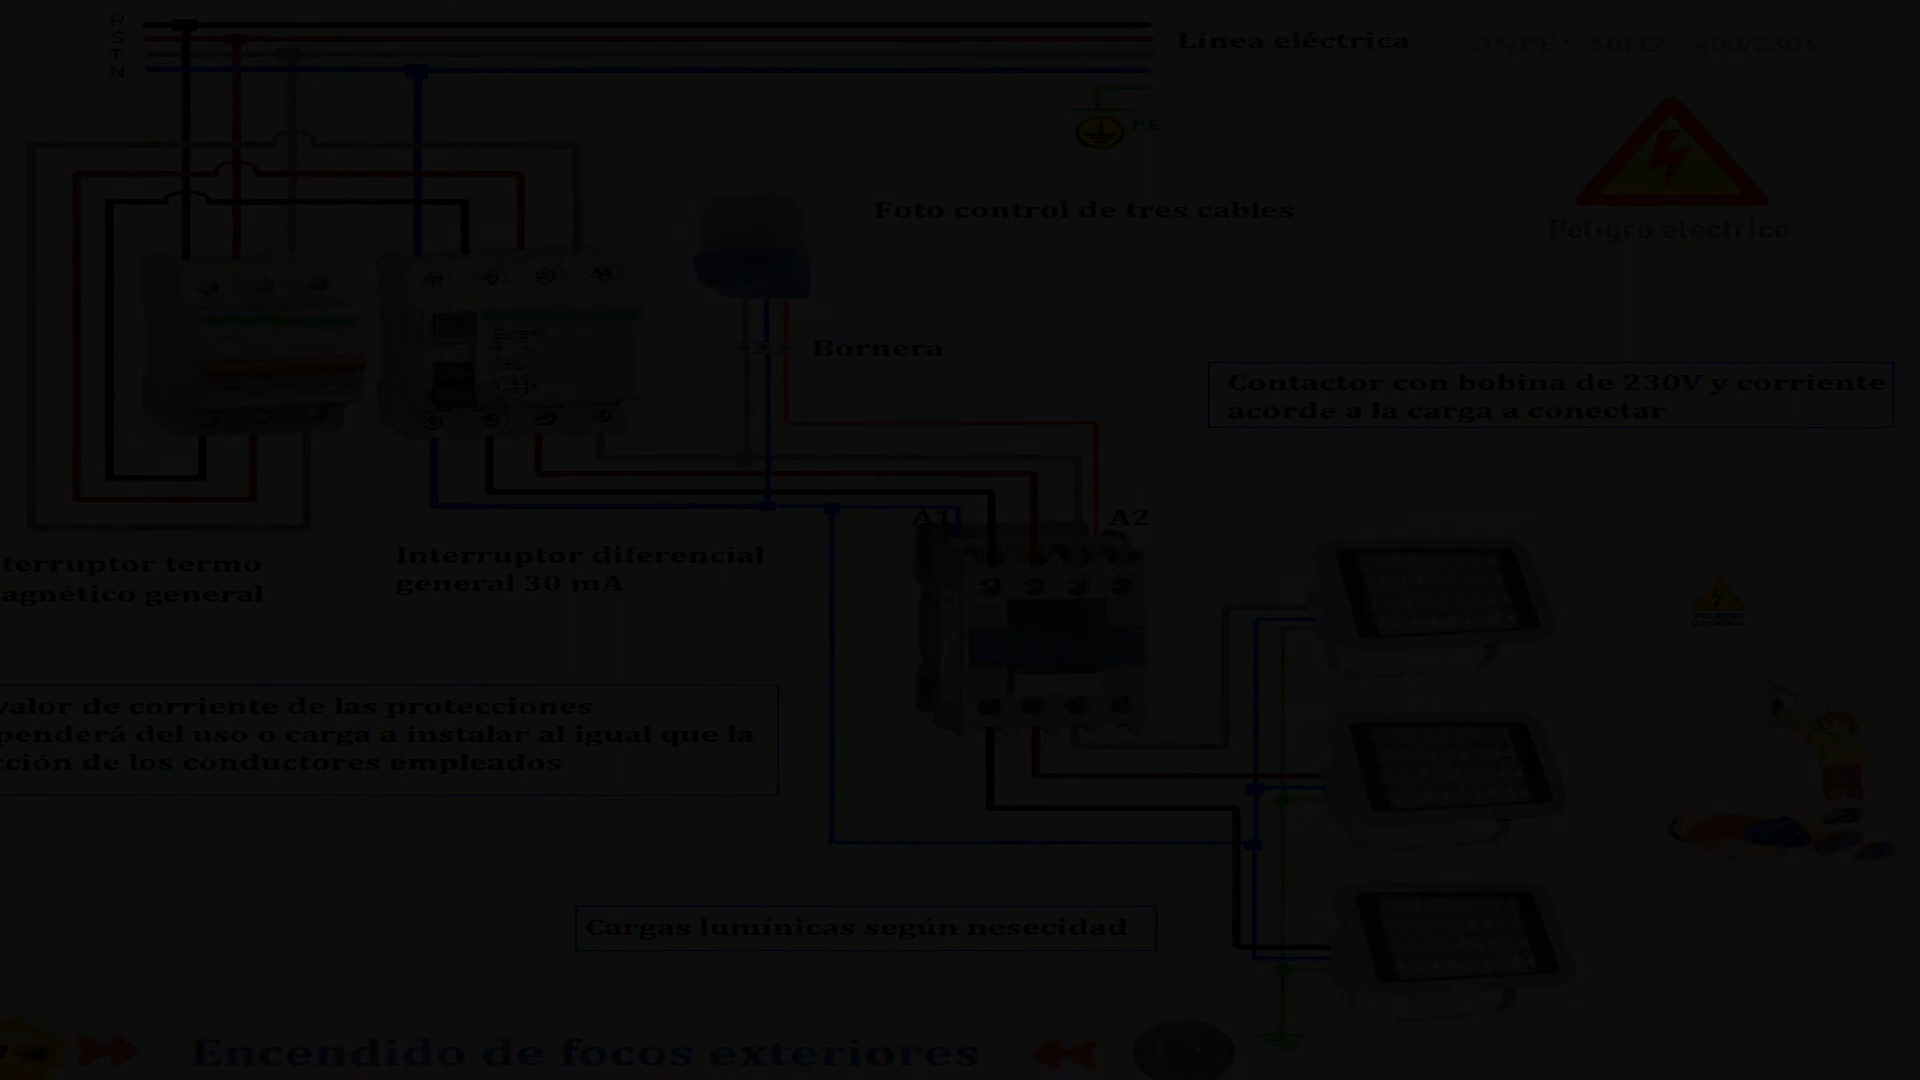 R
S
T
N
Línea eléctrica
3NPE~ 50HZ 400/230V
PE
Foto control de tres cables
Peligro electrico
Bornera
Contactor con bobina de 230V y corriente
acorde a la carga a conectar
A1
A2
terruptor termo
agnético general
Interruptor diferencial
general 30 mA
valor de corriente de las protecciones
penderá del uso o carga a instalar al igual que la
cción de los conductores empleados
Cargas lumínicas según nesecidad
Encendido de focos exteriores